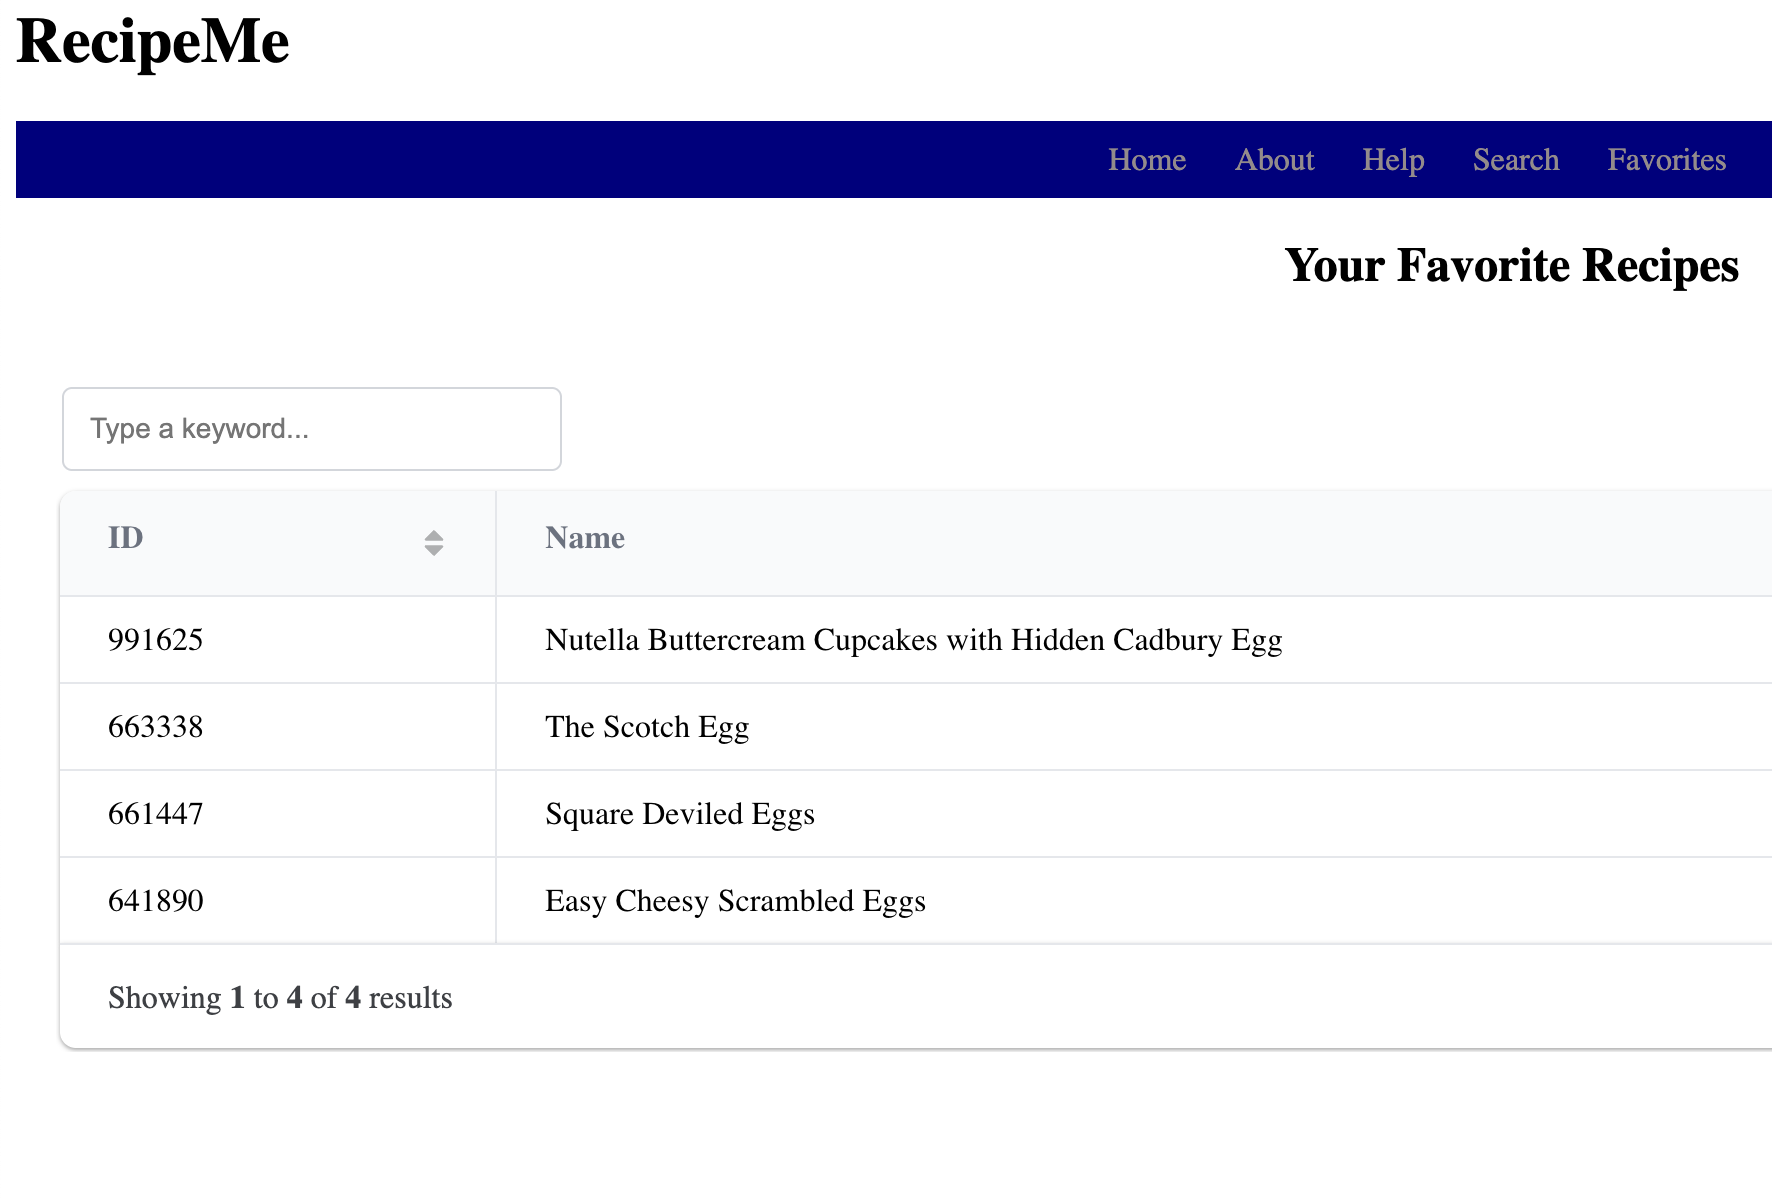 RecipeMe
Home About Help Search Favorites
Your Favorite Recipes
Type a keyword...
ID Name
991625 Nutella Buttercream Cupcakes with Hidden Cadbury Egg
663338 The Scotch Egg
661447 Square Deviled Eggs
641890 Easy Cheesy Scrambled Eggs
Showing 1 to 4 of 4 results